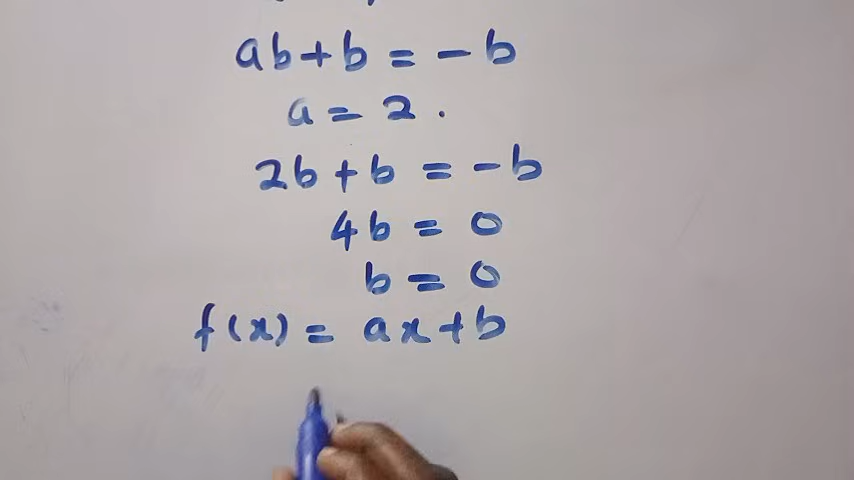 ab+b = -b
a = 2.
2b+b = -b
4b = 0
b = 0
f(x) = ax+b